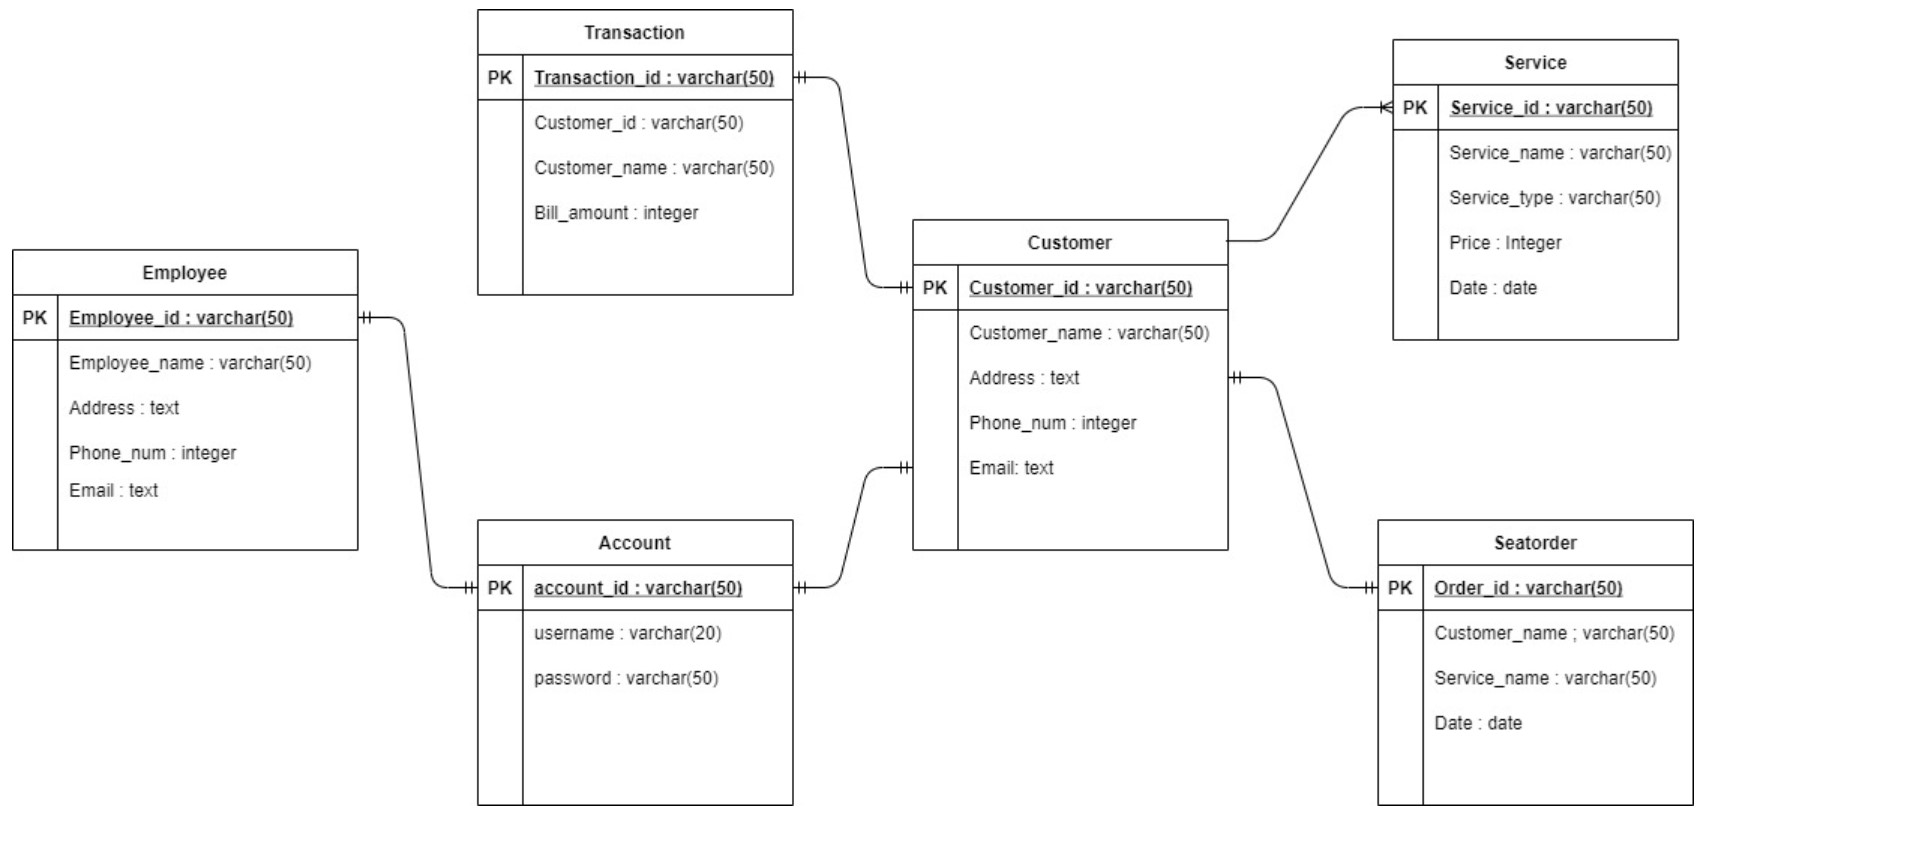 Transaction
PK Transaction_id : varchar(50)
Customer_id : varchar(50)
Customer_name : varchar(50)
Bill_amount : integer
Service
PK Service_id : varchar(50)
Service_name : varchar(50)
Service_type : varchar(50)
Price : Integer
Date : date
Customer
PK Customer_id : varchar(50)
Customer_name : varchar(50)
Address : text
Phone_num : integer
Email: text
Employee
PK Employee_id : varchar(50)
Employee_name : varchar(50)
Address : text
Phone_num : integer
Email : text
Account
PK account_id : varchar(50)
username : varchar(20)
password : varchar(50)
Seatorder
PK Order_id : varchar(50)
Customer_name ; varchar(50)
Service_name : varchar(50)
Date : date